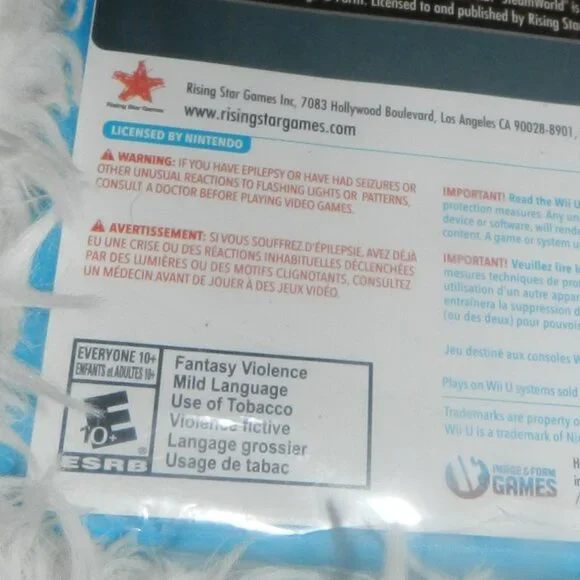 SteamWorld" is
Form. Licensed to and published by Rising Sta
Rising Star Games
Rising Star Games Inc, 7083 Hollywood Boulevard, Los Angeles CA 90028-8901,
www.risingstargames.com
LICENSED BY NINTENDO
WARNING: IF YOU HAVE EPILEPSY OR HAVE HAD SEIZURES OR
OTHER UNUSUAL REACTIONS TO FLASHING LIGHTS OR PATTERNS,
CONSULT A DOCTOR BEFORE PLAYING VIDEO GAMES.
AVERTISSEMENT: SI VOUS SOUFFREZ D'ÉPILEPSIE, AVEZ DÉJÀ
EU UNE CRISE OU DES RÉACTIONS INHABITUELLES DÉCLENCHÉES
PAR DES LUMIÈRES OU DES MOTIFS CLIGNOTANTS, CONSULTEZ
UN MÉDECIN AVANT DE JOUER À DES JEUX VIDÉO.
IMPORTANT! Read the Wii U
protection measures. Any un
device or software, will rende
content. A game or system u
IMPORTANT! Veuillez lire l
mesures techniques de prot
utilisation d'un autre appar
entraînera la suppression d
(ou des deux) pour pouvoi
Jeu destiné aux consoles W
Plays on Wii U systems sold
Trademarks are property o
Wii U is a trademark of Nin
IMAGE & FORM
GAMES
EVERYONE 10+
ENFANTS et ADULTES 10+
E
10+
ESRB
Fantasy Violence
Mild Language
Use of Tobacco
Violence fictive
Langage grossier
Usage de tabac